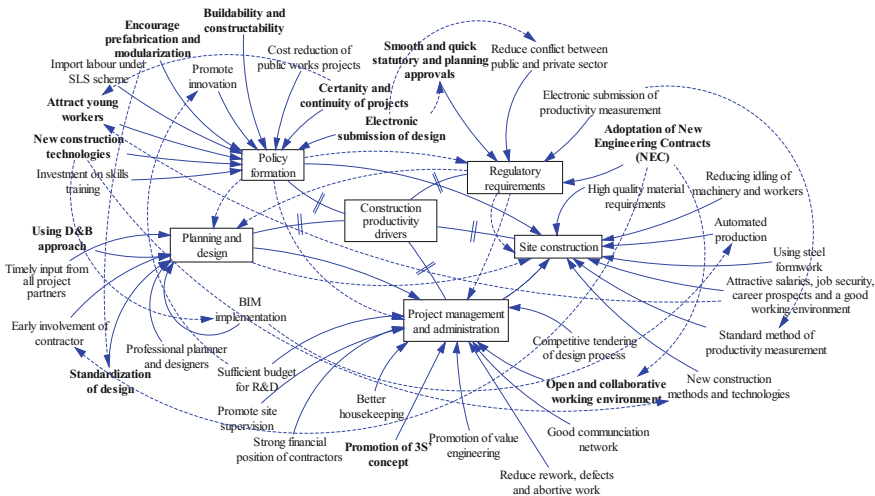 Buildability and
constructability
Encourage
prefabrication and
modularization
Cost reduction of
public works projects
Smooth and quick
statutory and planning
approvals
Reduce conflict between
public and private sector
Import labour under
SLS scheme
Promote
innovation
Certanity and
continuity of projects
Electronic submission of
productivity measurement
Attract young
workers
Electronic
submission of design
Adoptation of New
Engineering Contracts
(NEC)
New construction
technologies
Policy
formation
Regulatory
requirements
Investment on skills
training
High quality material
requirements
Reducing idling of
machinery and workers
Construction
productivity
drivers
Automated
production
Using D&B
approach
Planning and
design
Site construction
Using steel
formwork
Timely input from
all project
partners
Attractive salaries, job security,
career prospects and a good
working environment
BIM
implementation
Project management
and administration
Early involvement of
contractor
Standard method of
productivity measurement
Professional plannner
and designers
Competitive tendering
of design process
Standardization
of design
Sufficient budget
for R&D
Open and collaborative
working environment
New construction
methods and technologies
Better
housekeeping
Promote site
supervision
Good communciation
network
Strong financial
position of contractors
Promotion of 3S'
concept
Promotion of value
engineering
Reduce rework, defects
and abortive work